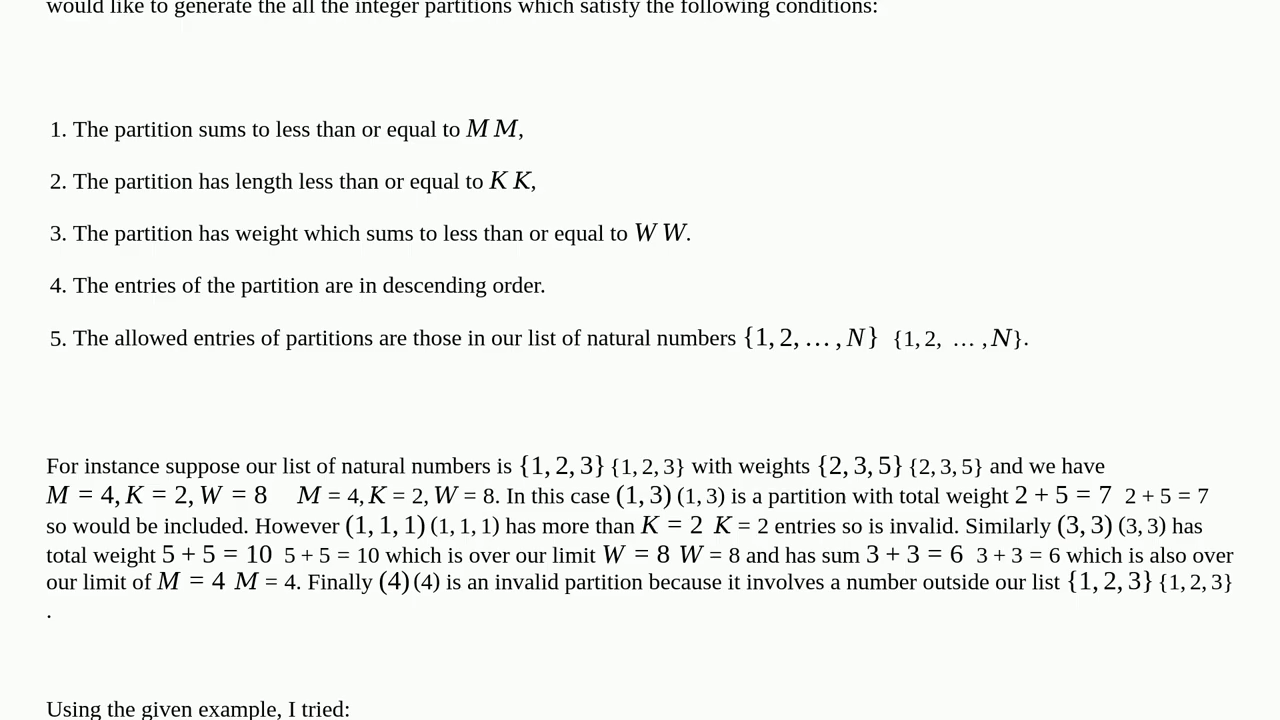 would like to generate the all the integer partitions which satisfy the following conditions:
1. The partition sums to less than or equal to M M,
2. The partition has length less than or equal to K K,
3. The partition has weight which sums to less than or equal to W W.
4. The entries of the partition are in descending order.
5. The allowed entries of partitions are those in our list of natural numbers {1, 2, …, N} {1, 2, … , N}.
For instance suppose our list of natural numbers is {1, 2, 3} {1, 2, 3} with weights {2, 3, 5} {2, 3, 5} and we have
M = 4, K = 2, W = 8 M = 4, K = 2, W = 8. In this case (1, 3) (1, 3) is a partition with total weight 2 + 5 = 7 2 + 5 = 7
so would be included. However (1, 1, 1) (1, 1, 1) has more than K = 2 K = 2 entries so is invalid. Similarly (3, 3) (3, 3) has
total weight 5 + 5 = 10 5 + 5 = 10 which is over our limit W = 8 W = 8 and has sum 3 + 3 = 6 3 + 3 = 6 which is also over
our limit of M = 4 M = 4. Finally (4) (4) is an invalid partition because it involves a number outside our list {1, 2, 3} {1, 2, 3}
.
Using the given example, I tried: